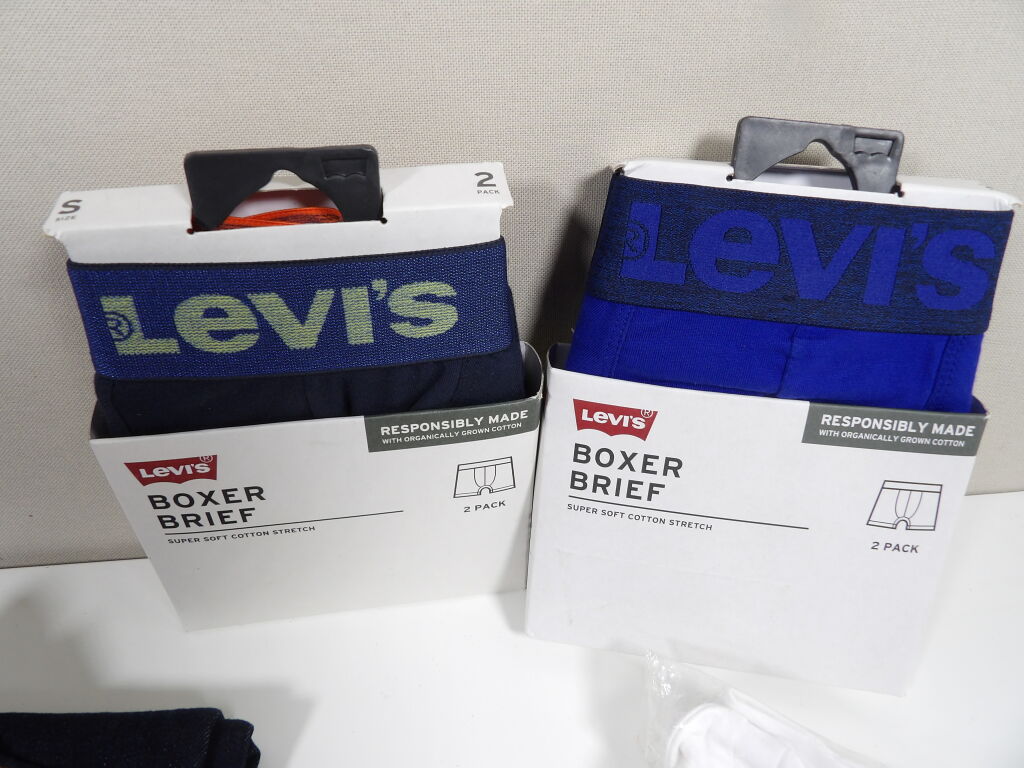 S
SIZE
2
PACK
® Levi's
RESPONSIBLY MADE
WITH ORGANICALLY GROWN COTTON
LEVI'S ®
BOXER
BRIEF
SUPER SOFT COTTON STRETCH
2 PACK
® Levi's
RESPONSIBLY MADE
WITH ORGANICALLY GROWN COTTON
LEVI'S ®
BOXER
BRIEF
SUPER SOFT COTTON STRETCH
2 PACK